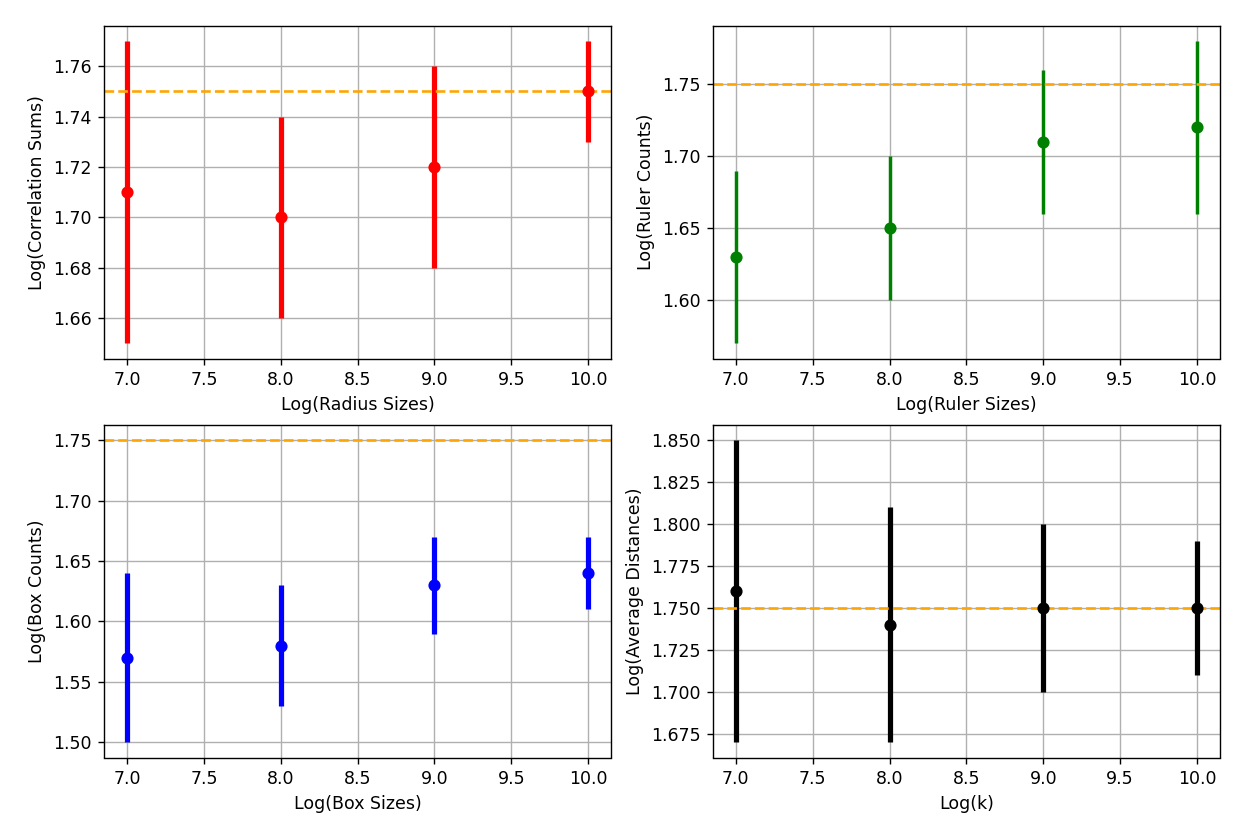 Log(Correlation Sums)
1.76
1.74
1.72
1.70
1.68
1.66
7.0 7.5 8.0 8.5 9.0 9.5 10.0
Log(Radius Sizes)
Log(Ruler Counts)
1.75
1.70
1.65
1.60
7.0 7.5 8.0 8.5 9.0 9.5 10.0
Log(Ruler Sizes)
Log(Box Counts)
1.75
1.70
1.65
1.60
1.55
1.50
7.0 7.5 8.0 8.5 9.0 9.5 10.0
Log(Box Sizes)
Log(Average Distances)
1.850
1.825
1.800
1.775
1.750
1.725
1.700
1.675
7.0 7.5 8.0 8.5 9.0 9.5 10.0
Log(k)